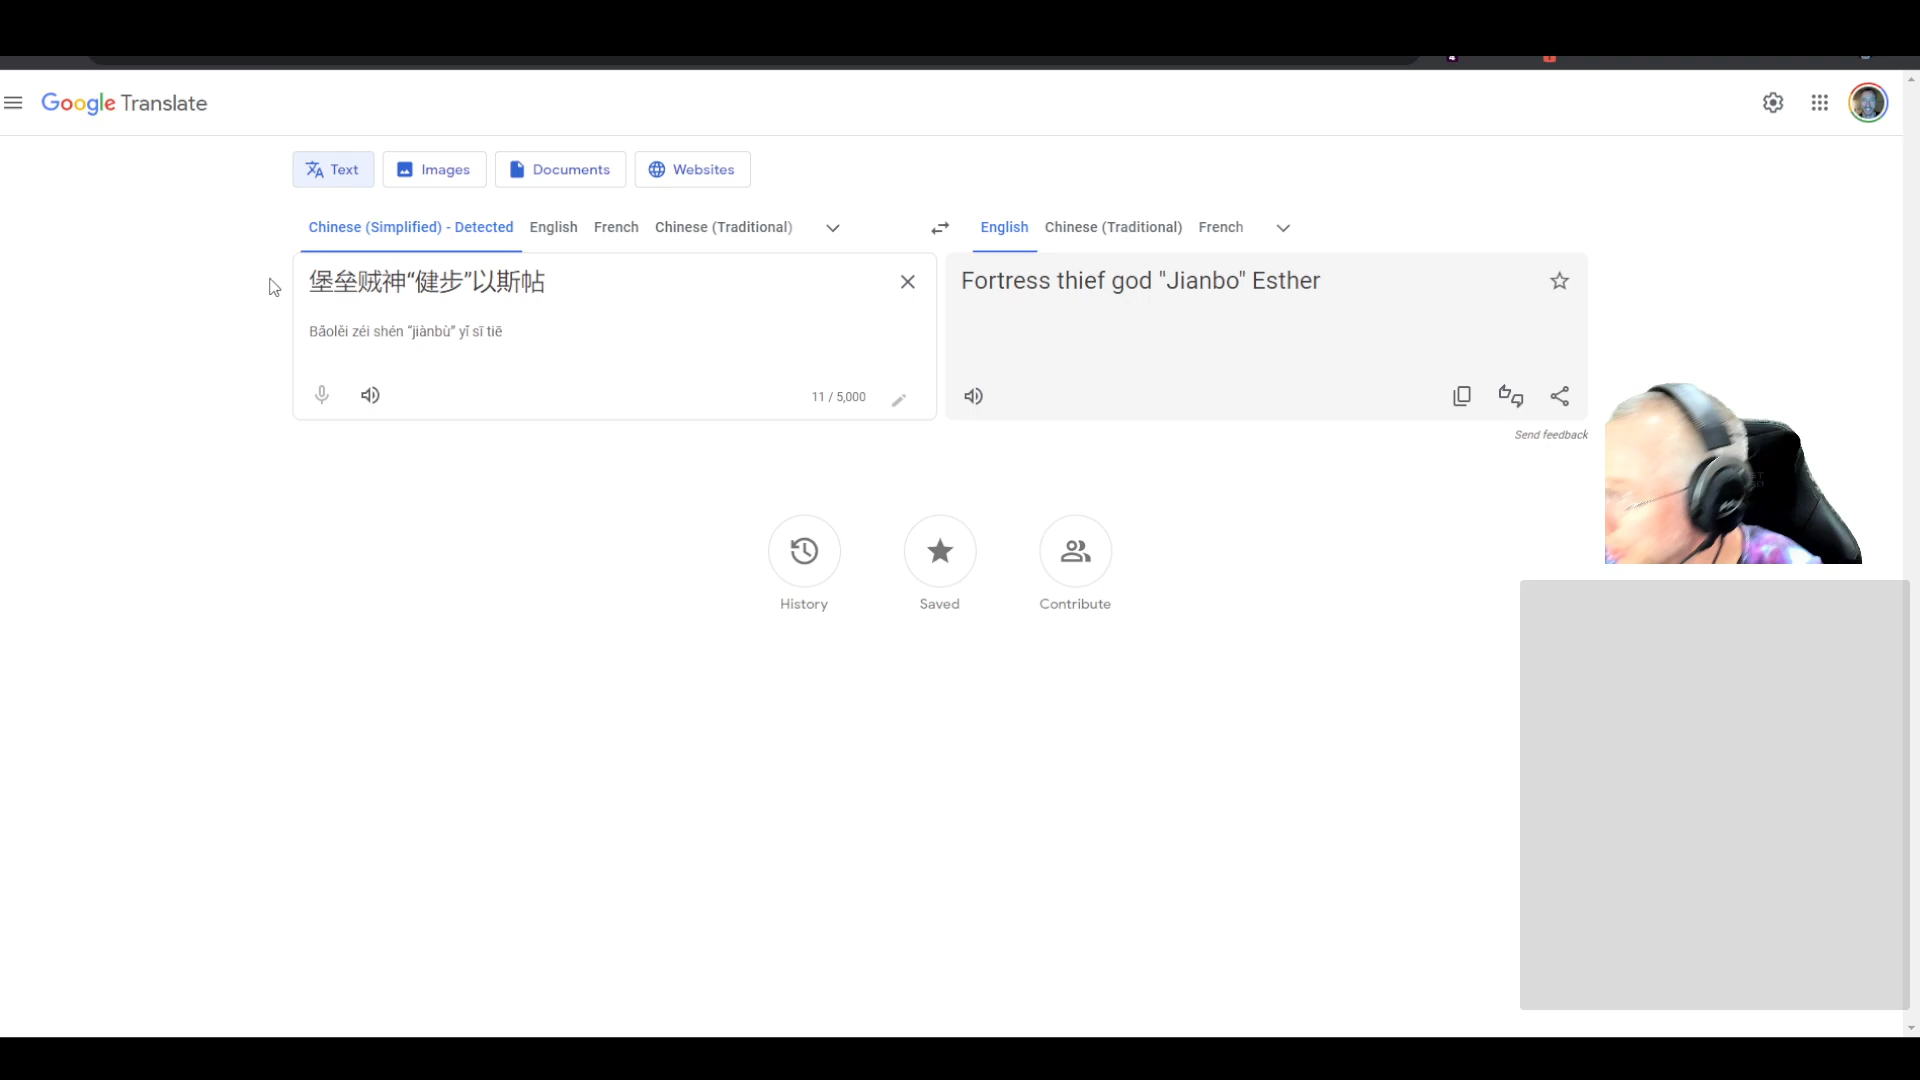 Google Translate
Text Images Documents Websites
Chinese (Simplified) - Detected English French Chinese (Traditional) English Chinese (Traditional) French
堡垒贼神“健步”以斯帖
Fortress thief god "Jianbo" Esther
Bǎolěi zéi shén “jiànbù” yǐ sī tiē
11 / 5,000
Send feedback
History Saved Contribute